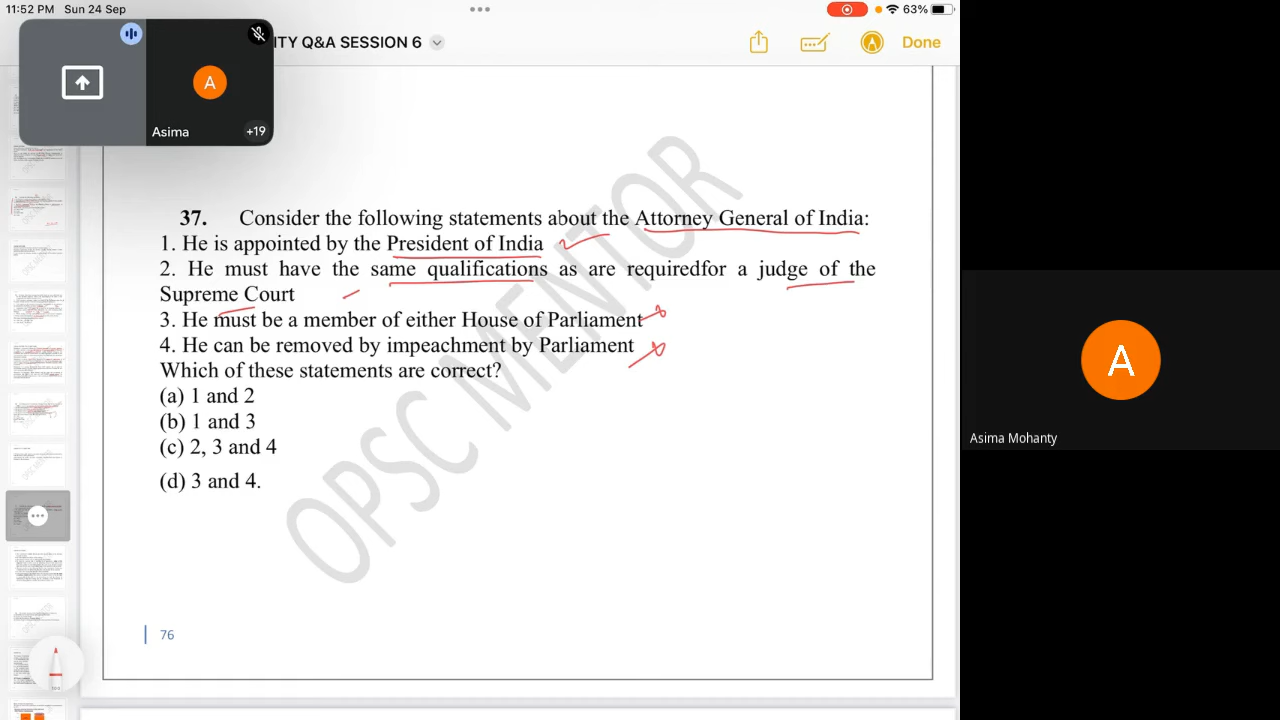 11:52 PM Sun 24 Sep
63%
ITY Q&A SESSION 6
Done
A
Asima
+19
37. Consider the following statements about the Attorney General of India:
1. He is appointed by the President of India
2. He must have the same qualifications as are requiredfor a judge of the
Supreme Court
3. He must be a member of either House of Parliament
4. He can be removed by impeachment by Parliament
Which of these statements are correct?
(a) 1 and 2
(b) 1 and 3
(c) 2, 3 and 4
(d) 3 and 4.
OPSC MENTOR
76
A
Asima Mohanty